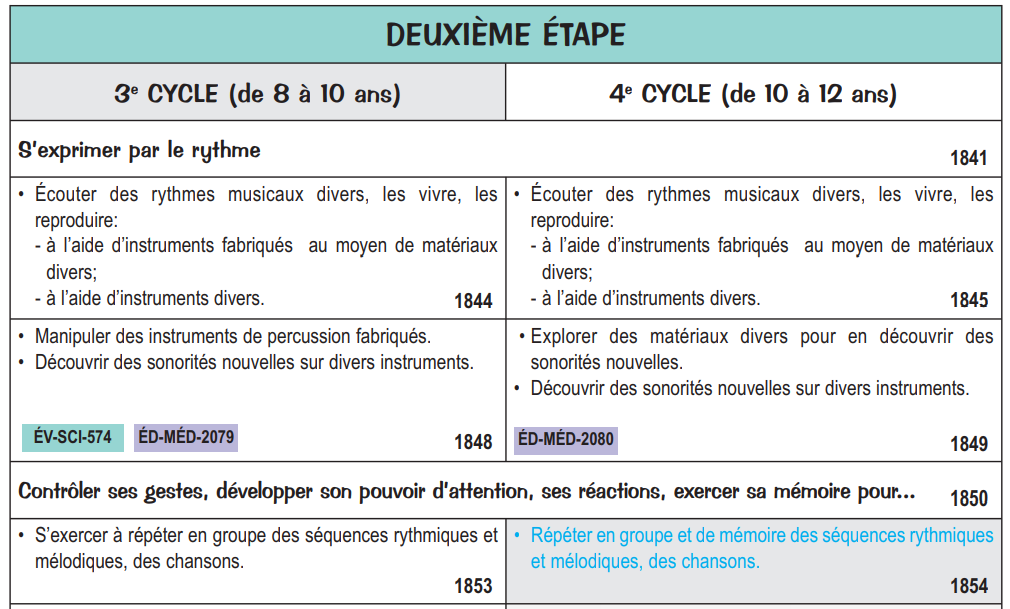 DEUXIÈME ÉTAPE
3e CYCLE (de 8 à 10 ans)
4e CYCLE (de 10 à 12 ans)
S'exprimer par le rythme
1841
• Écouter des rythmes musicaux divers, les vivre, les
reproduire:
- à l'aide d'instruments fabriqués au moyen de matériaux
divers;
- à l'aide d'instruments divers.
1844
• Écouter des rythmes musicaux divers, les vivre, les
reproduire:
- à l'aide d'instruments fabriqués au moyen de matériaux
divers;
- à l'aide d'instruments divers.
1845
• Manipuler des instruments de percussion fabriqués.
• Découvrir des sonorités nouvelles sur divers instruments.
ÉV-SCI-574
ÉD-MÉD-2079
1848
• Explorer des matériaux divers pour en découvrir des
sonorités nouvelles.
• Découvrir des sonorités nouvelles sur divers instruments.
ÉD-MÉD-2080
1849
Contrôler ses gestes, développer son pouvoir d'attention, ses réactions, exercer sa mémoire pour...
1850
• S'exercer à répéter en groupe des séquences rythmiques et
mélodiques, des chansons.
1853
• Répéter en groupe et de mémoire des séquences rythmiques
et mélodiques, des chansons.
1854